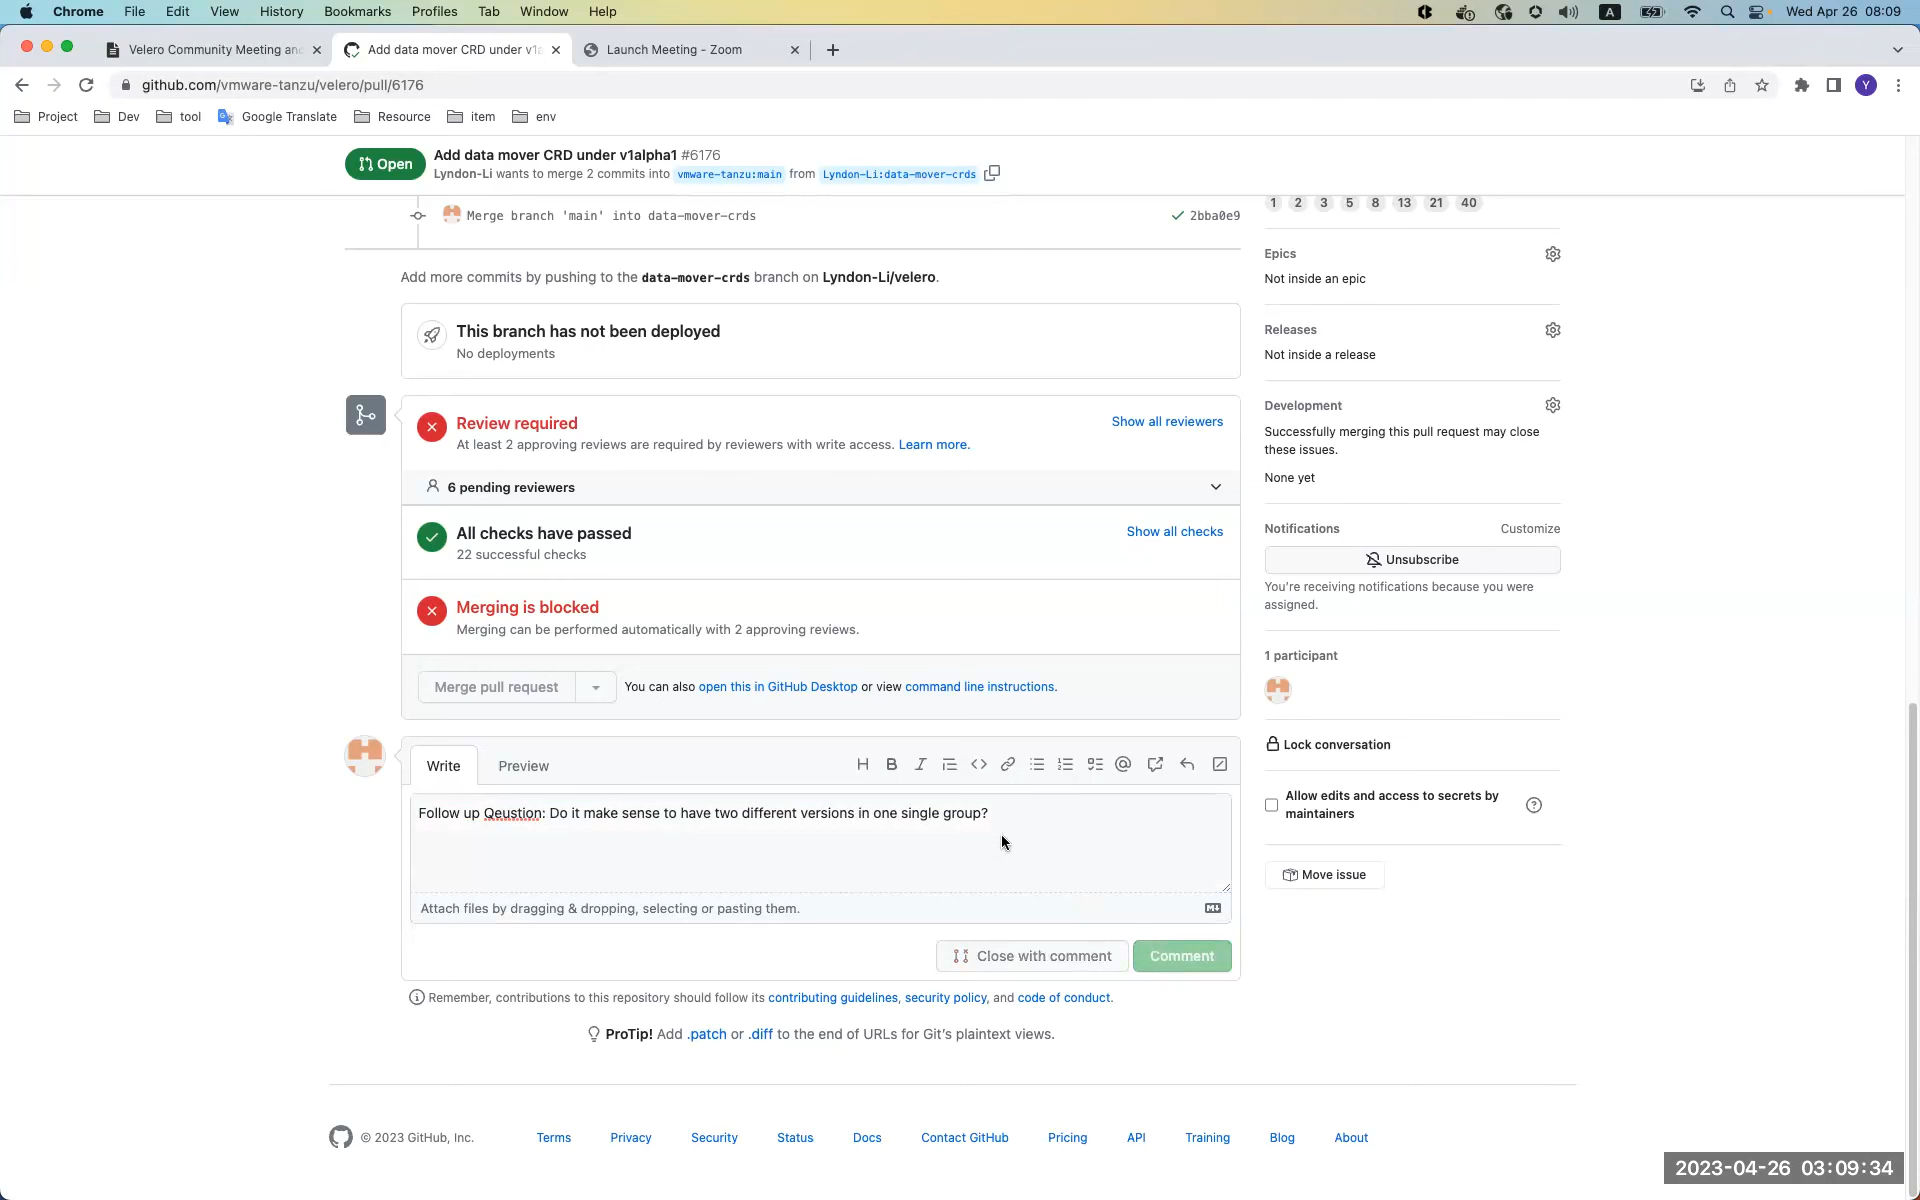 Chrome File Edit View History Bookmarks Profiles Tab Window Help A Wed Apr 26 08:09
Velero Community Meeting and Add data mover CRD under v1a Launch Meeting - Zoom
github.com/vmware-tanzu/velero/pull/6176 Y
Project Dev tool Google Translate Resource item env
Open Add data mover CRD under v1alpha1 #6176
Lyndon-Li wants to merge 2 commits into vmware-tanzu:main from Lyndon-Li:data-mover-crds
Merge branch 'main' into data-mover-crds 2bba0e9
Add more commits by pushing to the data-mover-crds branch on Lyndon-Li/velero.
This branch has not been deployed
No deployments
Review required Show all reviewers
At least 2 approving reviews are required by reviewers with write access. Learn more.
6 pending reviewers
All checks have passed Show all checks
22 successful checks
Merging is blocked
Merging can be performed automatically with 2 approving reviews.
Merge pull request You can also open this in GitHub Desktop or view command line instructions.
Write Preview
Follow up Qeustion: Do it make sense to have two different versions in one single group?
Attach files by dragging & dropping, selecting or pasting them.
Close with comment Comment
Remember, contributions to this repository should follow its contributing guidelines, security policy, and code of conduct.
ProTip! Add .patch or .diff to the end of URLs for Git's plaintext views.
1 2 3 5 8 13 21 40
Epics
Not inside an epic
Releases
Not inside a release
Development
Successfully merging this pull request may close
these issues.
None yet
Notifications Customize
Unsubscribe
You're receiving notifications because you were
assigned.
1 participant
Lock conversation
Allow edits and access to secrets by
maintainers
Move issue
© 2023 GitHub, Inc. Terms Privacy Security Status Docs Contact GitHub Pricing API Training Blog About
2023-04-26 03:09:34